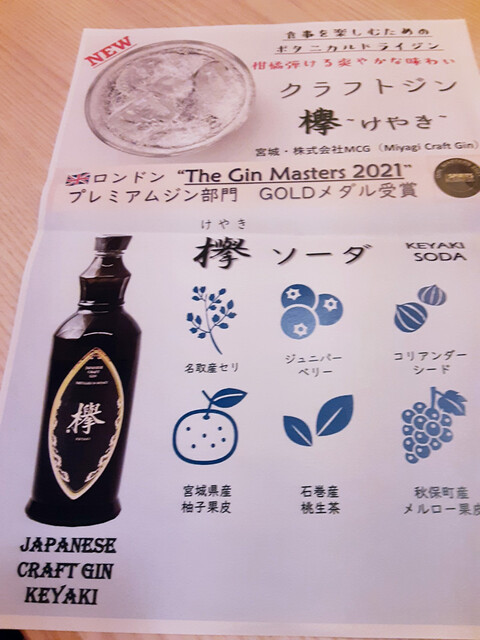 NEW
食事を楽しむための
ボタニカルドライジン
柑橘弾ける爽やかな味わい
クラフトジン
欅~けやき~
宮城・株式会社MCG（Miyagi Craft Gin）
ロンドン “The Gin Masters 2021”
プレミアムジン部門 GOLDメダル受賞
けやき
欅 ソーダ
KEYAKI
SODA
名取産セリ
ジュニパー
ベリー
コリアンダー
シード
宮城県産
柚子果皮
石巻産
桃生茶
秋保町産
メルロー果皮
JAPANESE
CRAFT
GIN
欅
KEYAKI
JAPANESE
CRAFT GIN
KEYAKI